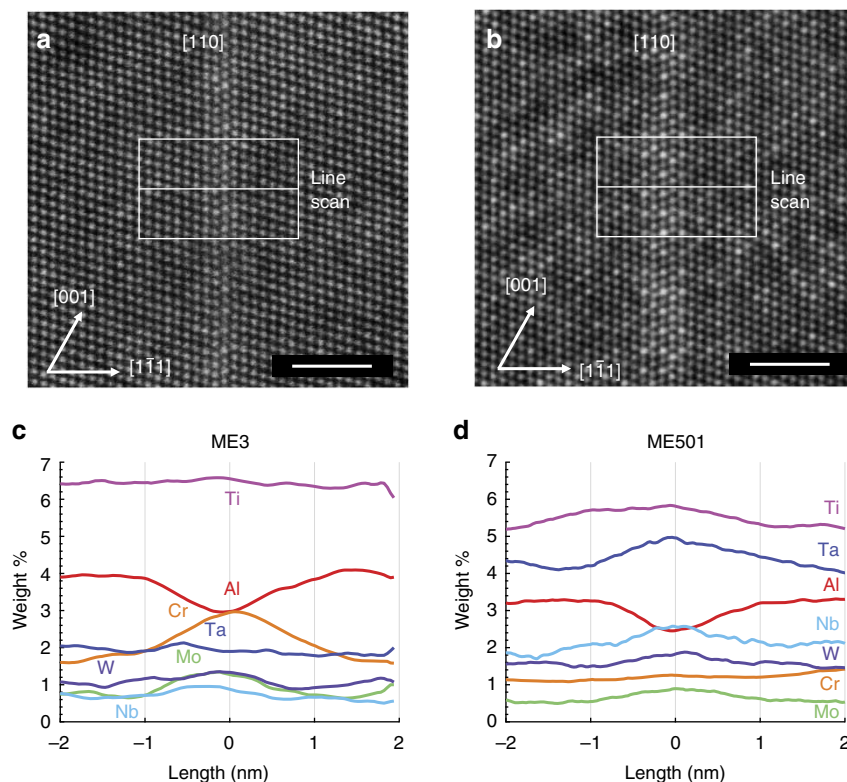 a
[110]
Line
scan
[001]
[11̄1]
b
[110]
Line
scan
[001]
[11̄1]
c
ME3
7
6
5
4
3
2
1
0
Weight %
Ti
Al
Cr
Ta
W
Mo
Nb
–2
–1
0
1
2
Length (nm)
d
ME501
7
6
5
4
3
2
1
0
Weight %
Ti
Ta
Al
Nb
W
Cr
Mo
–2
–1
0
1
2
Length (nm)